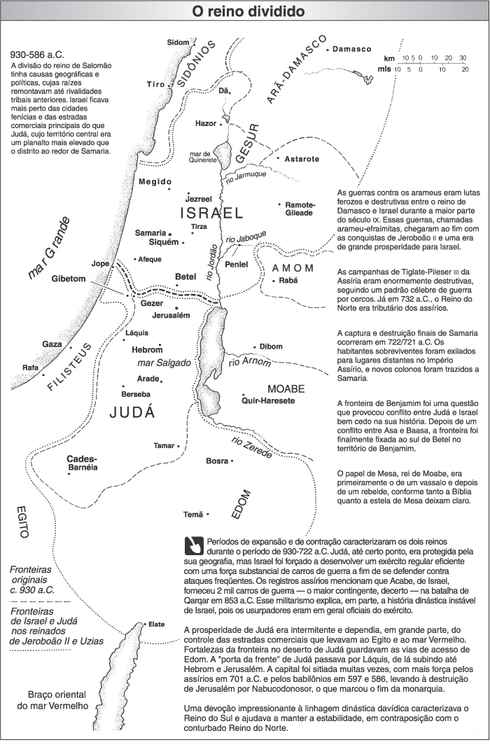 O reino dividido
930-586 a.C.
A divisão do reino de Salomão
tinha causas geográficas e
políticas, cujas raízes
remontavam até rivalidades
tribais anteriores. Israel ficava
mais perto das cidades
fenícias e das estradas
comerciais principais do que
Judá, cujo território central era
um planalto mais elevado que
o distrito ao redor de Samaria.
Sidom
SIDÔNIOS
Tiro
Dã
ARÃ-DAMASCO
Damasco
km 10 5 0 10 20 30
mls 10 5 0 10 20
Hazor
GESUR
mar de
Quinerete
Astarote
rio Jarmuque
Megido
Jezreel
ISRAEL
Ramote-
Gileade
Samaria
Tirza
Siquém
rio Jaboque
mar Grande
Jope
Afeque
rio Jordão
Peniel
AMOM
Gibetom
Betel
Rabá
Gezer
Jerusalém
Láquis
Gaza
Hebrom
Dibom
FILISTEUS
mar Salgado
rio Arnom
Rafa
Arade
MOABE
Berseba
Quir-Haresete
JUDÁ
Tamar
rio Zerede
Cades-
Barnéia
Bosra
Temã
EDOM
EGITO
As guerras contra os arameus eram lutas
ferozes e destrutivas entre o reino de
Damasco e Israel durante a maior parte
do século IX. Essas guerras, chamadas
arameu-efraimitas, chegaram ao fim com
as conquistas de Jeroboão II e uma era
de grande prosperidade para Israel.
As campanhas de Tiglate-Pileser III da
Assíria eram enormemente destrutivas,
seguindo um padrão célebre de guerra
por cercos. Já em 732 a.C., o Reino do
Norte era tributário dos assírios.
A captura e destruição finais de Samaria
ocorreram em 722/721 a.C. Os
habitantes sobreviventes foram exilados
para lugares distantes no Império
Assírio, e novos colonos foram trazidos a
Samaria.
A fronteira de Benjamim foi uma questão
que provocou conflito entre Judá e Israel
bem cedo na sua história. Depois de um
conflito entre Asa e Baasa, a fronteira foi
finalmente fixada ao sul de Betel no
território de Benjamim.
O papel de Mesa, rei de Moabe, era
primeiramente o de um vassalo e depois
de um rebelde, conforme tanto a Bíblia
quanto a estela de Mesa deixam claro.
Fronteiras
originais
c. 930 a.C.
Fronteiras
de Israel e Judá
nos reinados
de Jeroboão II e Uzias
Elate
Braço oriental
do mar Vermelho
Períodos de expansão e de contração caracterizaram os dois reinos
durante o período de 930-722 a.C. Judá, até certo ponto, era protegida pela
sua geografia, mas Israel foi forçado a desenvolver um exército regular eficiente
com uma força substancial de carros de guerra a fim de se defender contra
ataques freqüentes. Os registros assírios mencionam que Acabe, de Israel,
forneceu 2 mil carros de guerra — o maior contingente, decerto — na batalha de
Qarqar em 853 a.C. Esse militarismo explica, em parte, a história dinástica instável
de Israel, pois os usurpadores eram em geral oficiais do exército.
A prosperidade de Judá era intermitente e dependia, em grande parte, do
controle das estradas comerciais que levavam ao Egito e ao mar Vermelho.
Fortalezas da fronteira no deserto de Judá guardavam as vias de acesso de
Edom. A "porta da frente" de Judá passava por Láquis, de lá subindo até
Hebrom e Jerusalém. A capital foi sitiada muitas vezes, com mais força pelos
assírios em 701 a.C. e pelos babilônios em 597 e 586, levando à destruição
de Jerusalém por Nabucodonosor, o que marcou o fim da monarquia.
Uma devoção impressionante à linhagem dinástica davídica caracterizava o
Reino do Sul e ajudava a manter a estabilidade, em contraposição com o
conturbado Reino do Norte.